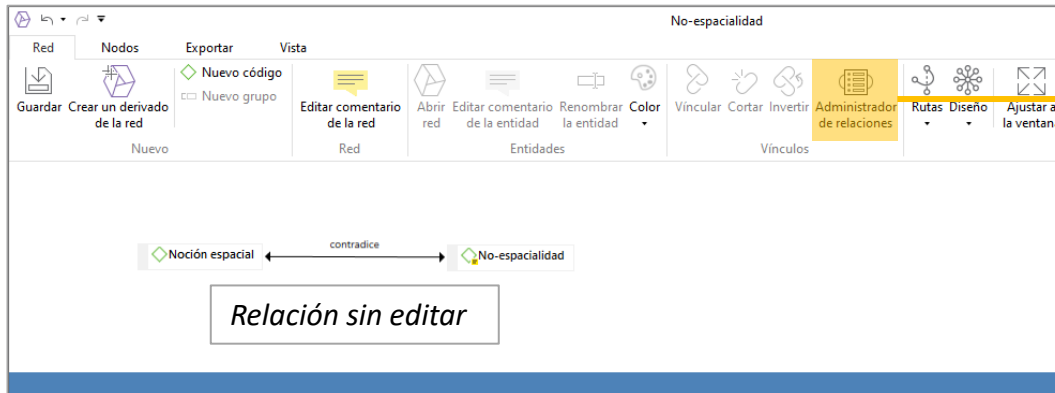 No-espacialidad
Red Nodos Exportar Vista
Guardar
Crear un derivado
de la red
Nuevo código
Nuevo grupo
Editar comentario
de la red
Abrir
red
Editar comentario
de la entidad
Renombrar
la entidad
Color
Víncular
Cortar
Invertir
Administrador
de relaciones
Rutas
Diseño
Ajustar a
la ventana
Nuevo Red Entidades Vínculos
contradice
Noción espacial No-espacialidad
Relación sin editar